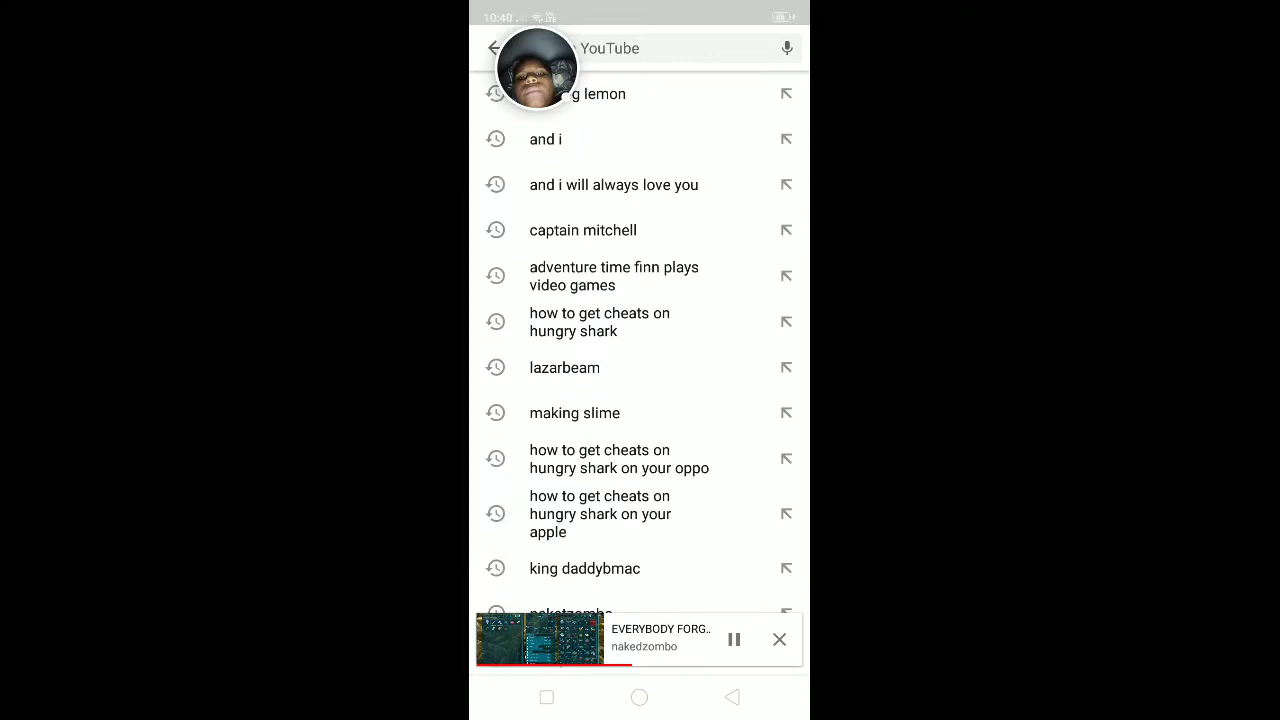 10:40
YouTube
g lemon
and i
and i will always love you
captain mitchell
adventure time finn plays
video games
how to get cheats on
hungry shark
lazarbeam
making slime
how to get cheats on
hungry shark on your oppo
how to get cheats on
hungry shark on your
apple
king daddybmac
EVERYBODY FORG..
nakedzombo